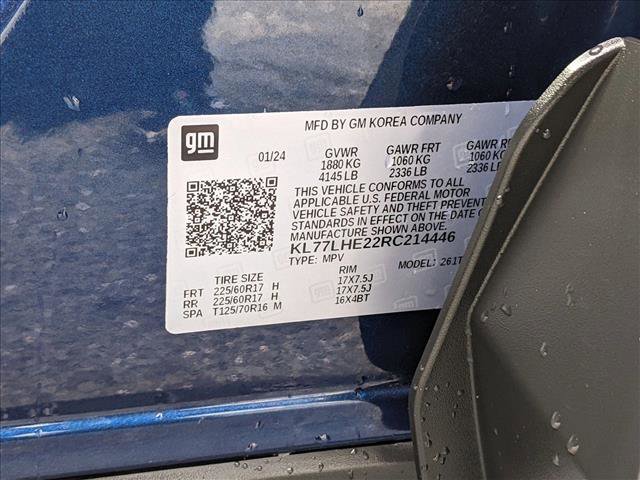 gm
MFD BY GM KOREA COMPANY
01/24 GVWR GAWR FRT GAWR
1880 KG 1060 KG 1060 KG
4145 LB 2336 LB 2336 LB
THIS VEHICLE CONFORMS TO ALL
APPLICABLE U.S. FEDERAL MOTOR
VEHICLE SAFETY AND THEFT PREVENT
STANDARDS IN EFFECT ON THE DATE O
MANUFACTURE SHOWN ABOVE.
KL77LHE22RC214446
TYPE: MPV MODEL: 261T
TIRE SIZE RIM
FRT 225/60R17 H 17X7.5J
RR 225/60R17 H 17X7.5J
SPA T125/70R16 M 16X4BT